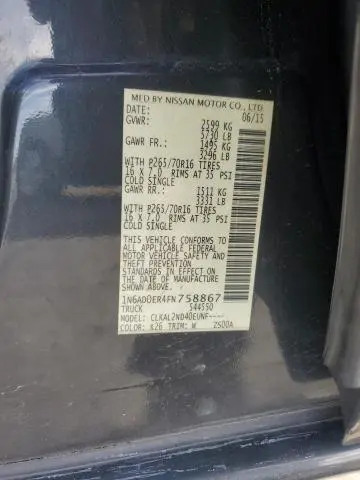 MFD BY NISSAN MOTOR CO., LTD.
DATE: 06/15
GVWR: 2599 KG
5730 LB
GAWR FR.: 1495 KG
3296 LB
WITH P265/70R16 TIRES
16 X 7.0 RIMS AT 35 PSI
COLD SINGLE
GAWR RR.: 1511 KG
3331 LB
WITH P265/70R16 TIRES
16 X 7.0 RIMS AT 35 PSI
COLD SINGLE
THIS VEHICLE CONFORMS TO
ALL APPLICABLE FEDERAL
MOTOR VEHICLE SAFETY
STANDARDS IN EFFECT ON
THE DATE OF MANUFACTURE
SHOWN ABOVE.
1N6AD0ER4FN758867
TRUCK 544550
MODEL: CLKAL2ND40EUNF----
COLOR: K26 TRIM: W 2SD0A